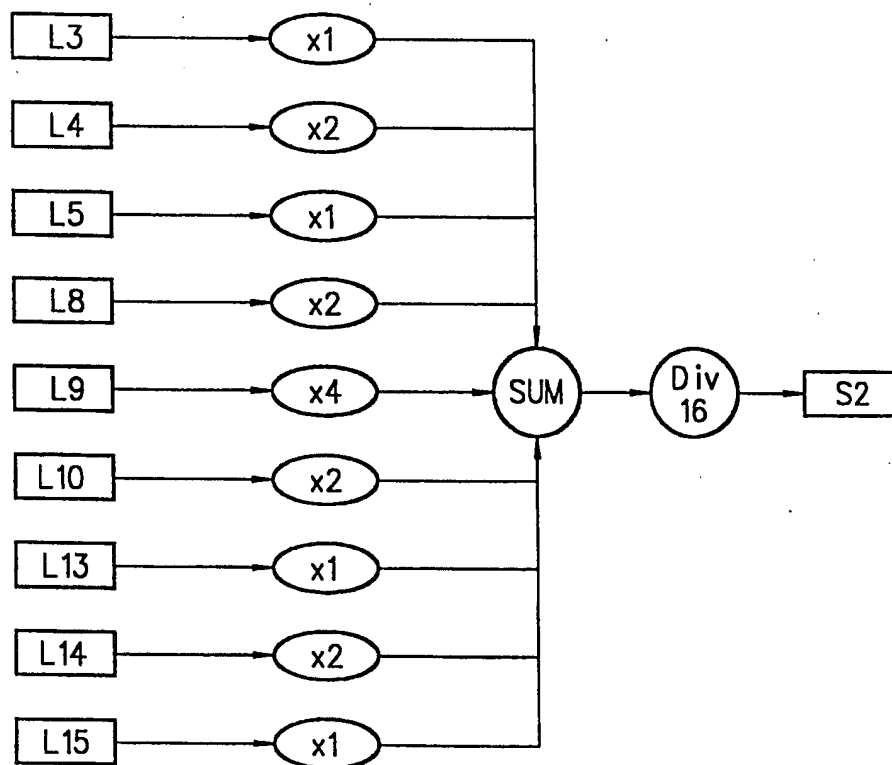 L3 x1
L4 x2
L5 x1
L8 x2
L9 x4 SUM Div 16 S2
L10 x2
L13 x1
L14 x2
L15 x1